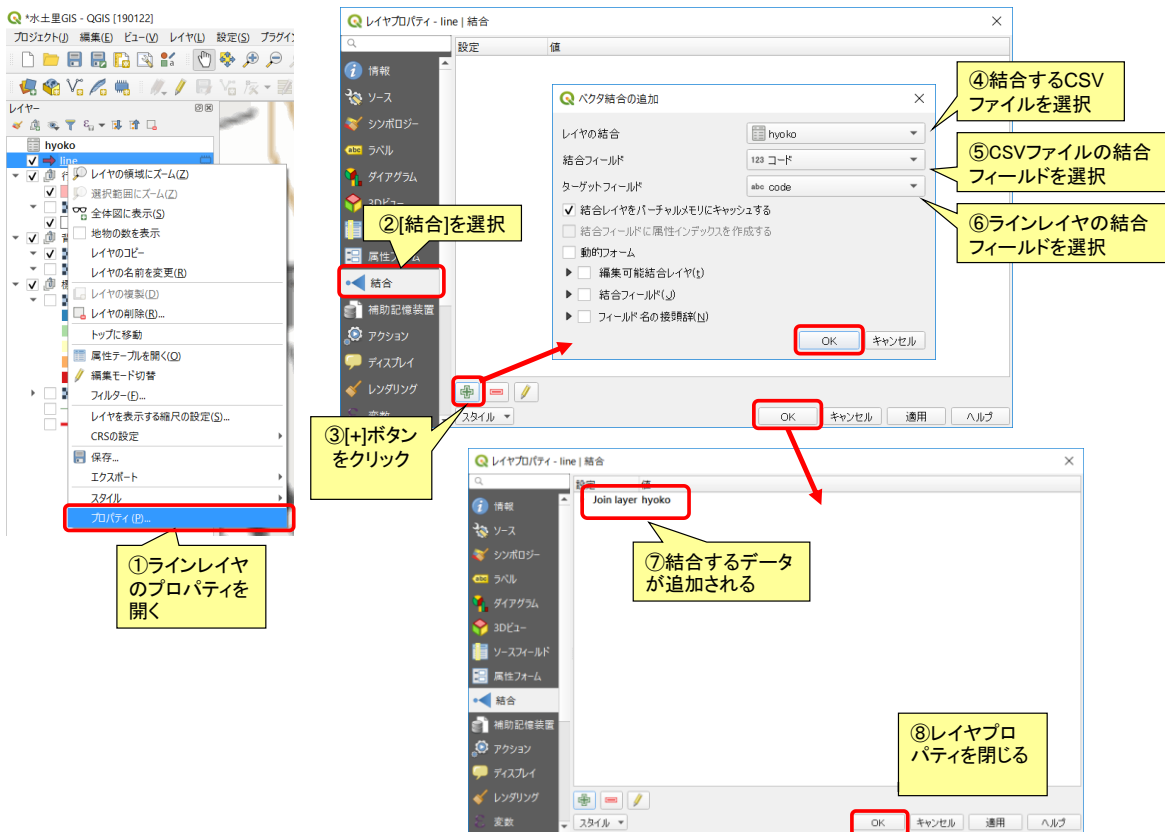 *水土里GIS - QGIS [190122]
プロジェクト(J) 編集(E) ビュー(V) レイヤ(L) 設定(S) プラグイ
レイヤー
hyoko
line
レイヤの領域にズーム(Z)
選択範囲にズーム(Z)
全体図に表示(S)
地物の数を表示
レイヤのコピー
レイヤの名前を変更(R)
レイヤの複製(D)
レイヤの削除(R)...
トップに移動
属性テーブルを開く(O)
編集モード切替
フィルター(F)...
レイヤを表示する縮尺の設定(S)...
CRSの設定
保存...
エクスポート
スタイル
プロパティ(P)...
①ラインレイヤ
のプロパティを
開く
レイヤプロパティ - line | 結合
設定 値
情報
ソース
シンボロジー
abc ラベル
ダイアグラム
3Dビュー
②[結合]を選択
属性フォーム
結合
補助記憶装置
アクション
ディスプレイ
レンダリング
変数
スタイル
OK キャンセル 適用 ヘルプ
③[+]ボタン
をクリック
ベクタ結合の追加
レイヤの結合 hyoko
結合フィールド 123 コード
ターゲットフィールド abc code
結合レイヤをバーチャルメモリにキャッシュする
結合フィールドに属性インデックスを作成する
動的フォーム
編集可能結合レイヤ(t)
結合フィールド(J)
フィールド名の接頭辞(N)
OK キャンセル
④結合するCSV
ファイルを選択
⑤CSVファイルの結合
フィールドを選択
⑥ラインレイヤの結合
フィールドを選択
レイヤプロパティ - line | 結合
設定 値
Join layer hyoko
情報
ソース
シンボロジー
abc ラベル
ダイアグラム
3Dビュー
ソースフィールド
属性フォーム
結合
補助記憶装置
アクション
ディスプレイ
レンダリング
変数
⑦結合するデータ
が追加される
⑧レイヤプロ
パティを閉じる
スタイル
OK キャンセル 適用 ヘルプ